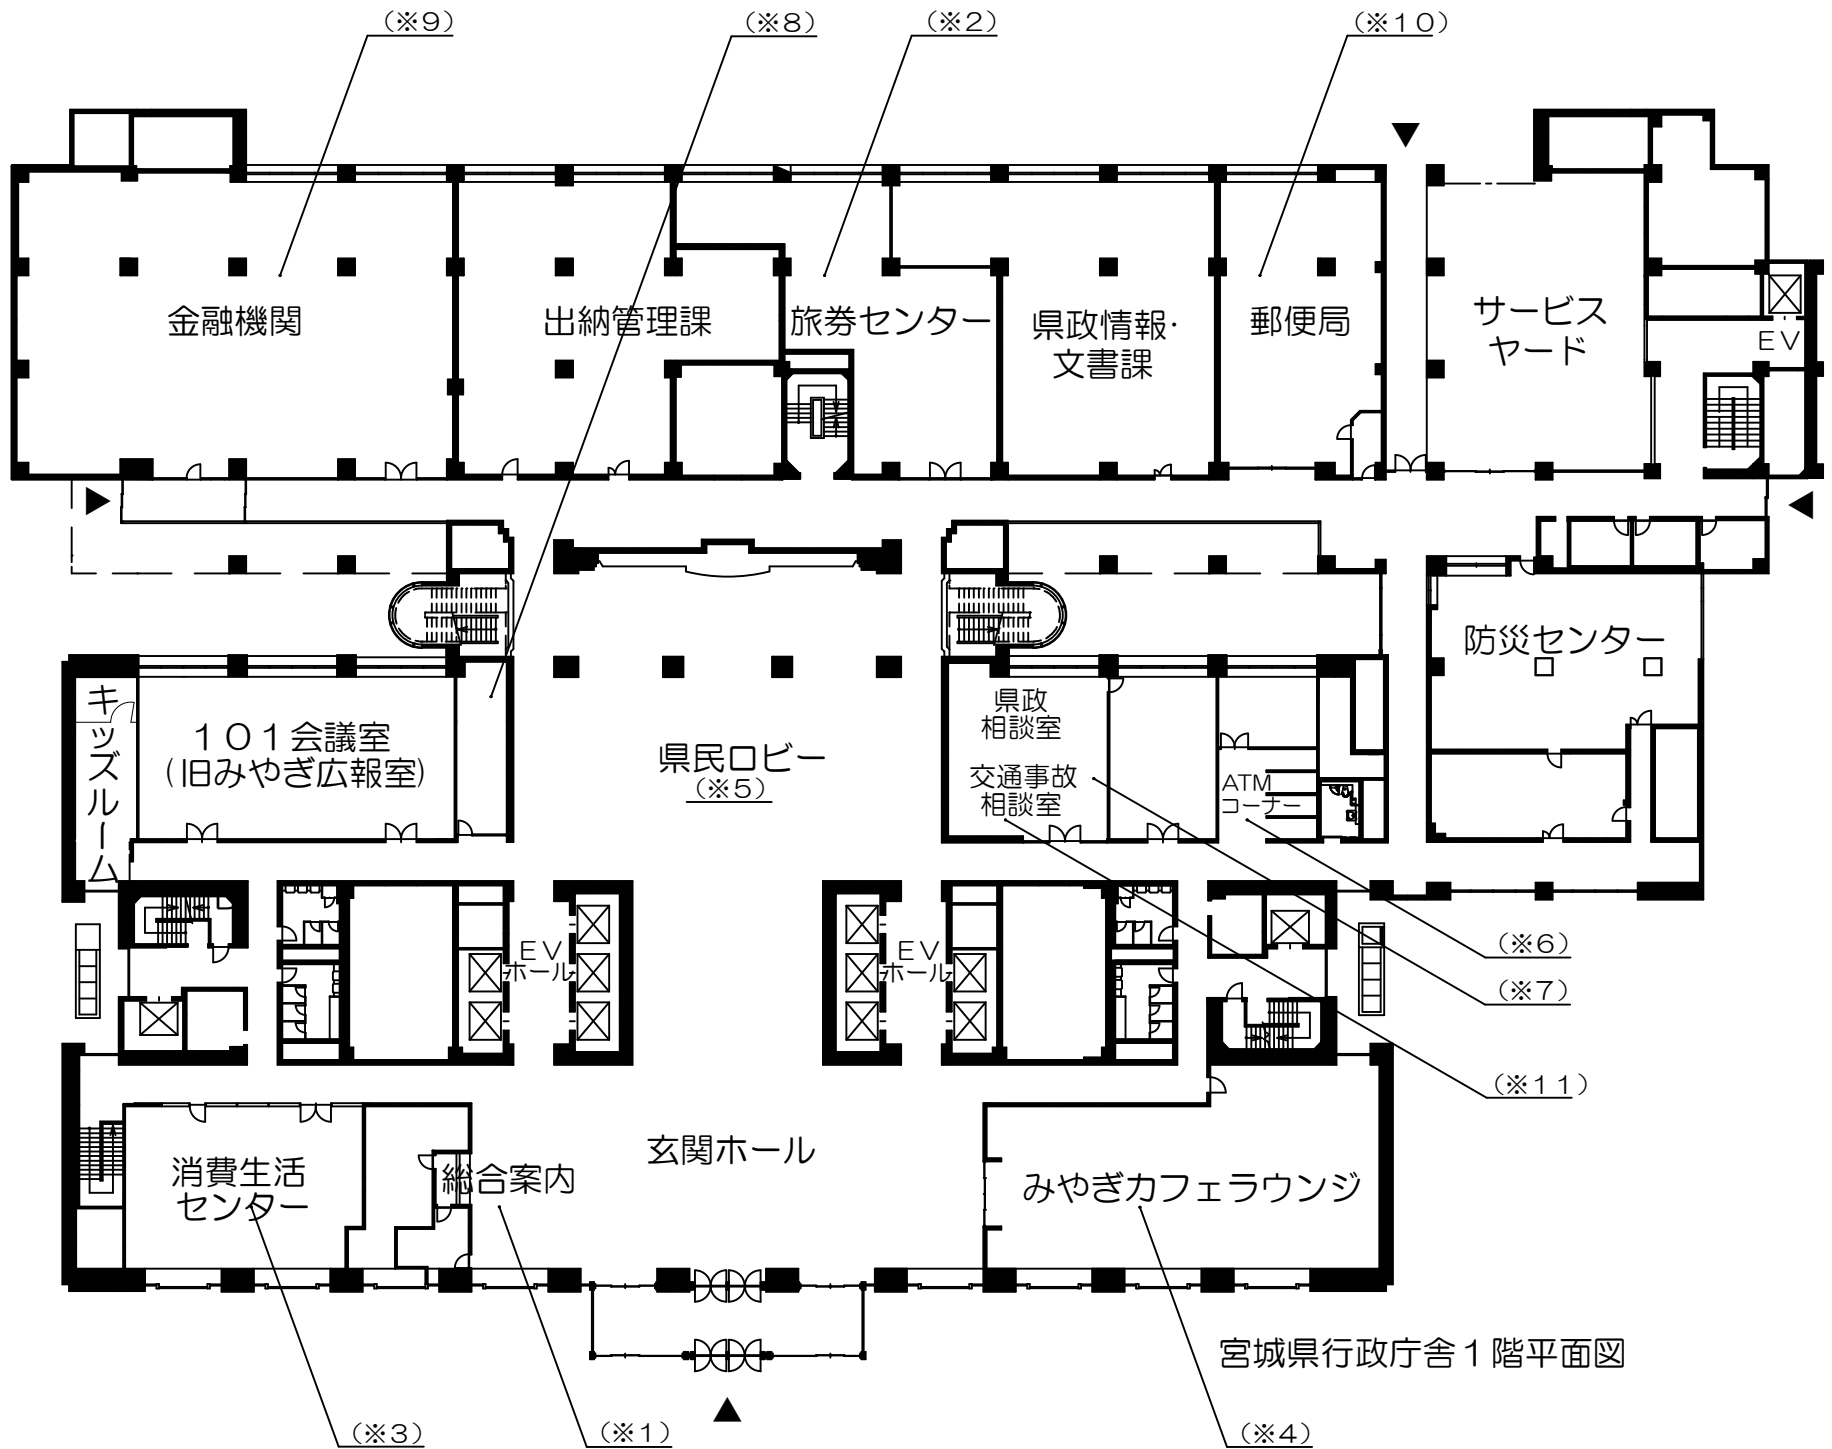 (※9)
(※8)
(※2)
(※10)
金融機関
出納管理課
旅券センター
県政情報・
文書課
郵便局
サービス
ヤード
EV
防災センター
キッズルーム
101会議室
(旧みやぎ広報室)
県民ロビー
(※5)
県政
相談室
交通事故
相談室
ATM
コーナー
EV
ホール
EV
ホール
(※6)
(※7)
(※11)
消費生活
センター
総合案内
玄関ホール
みやぎカフェラウンジ
宮城県行政庁舎1階平面図
(※3)
(※1)
(※4)